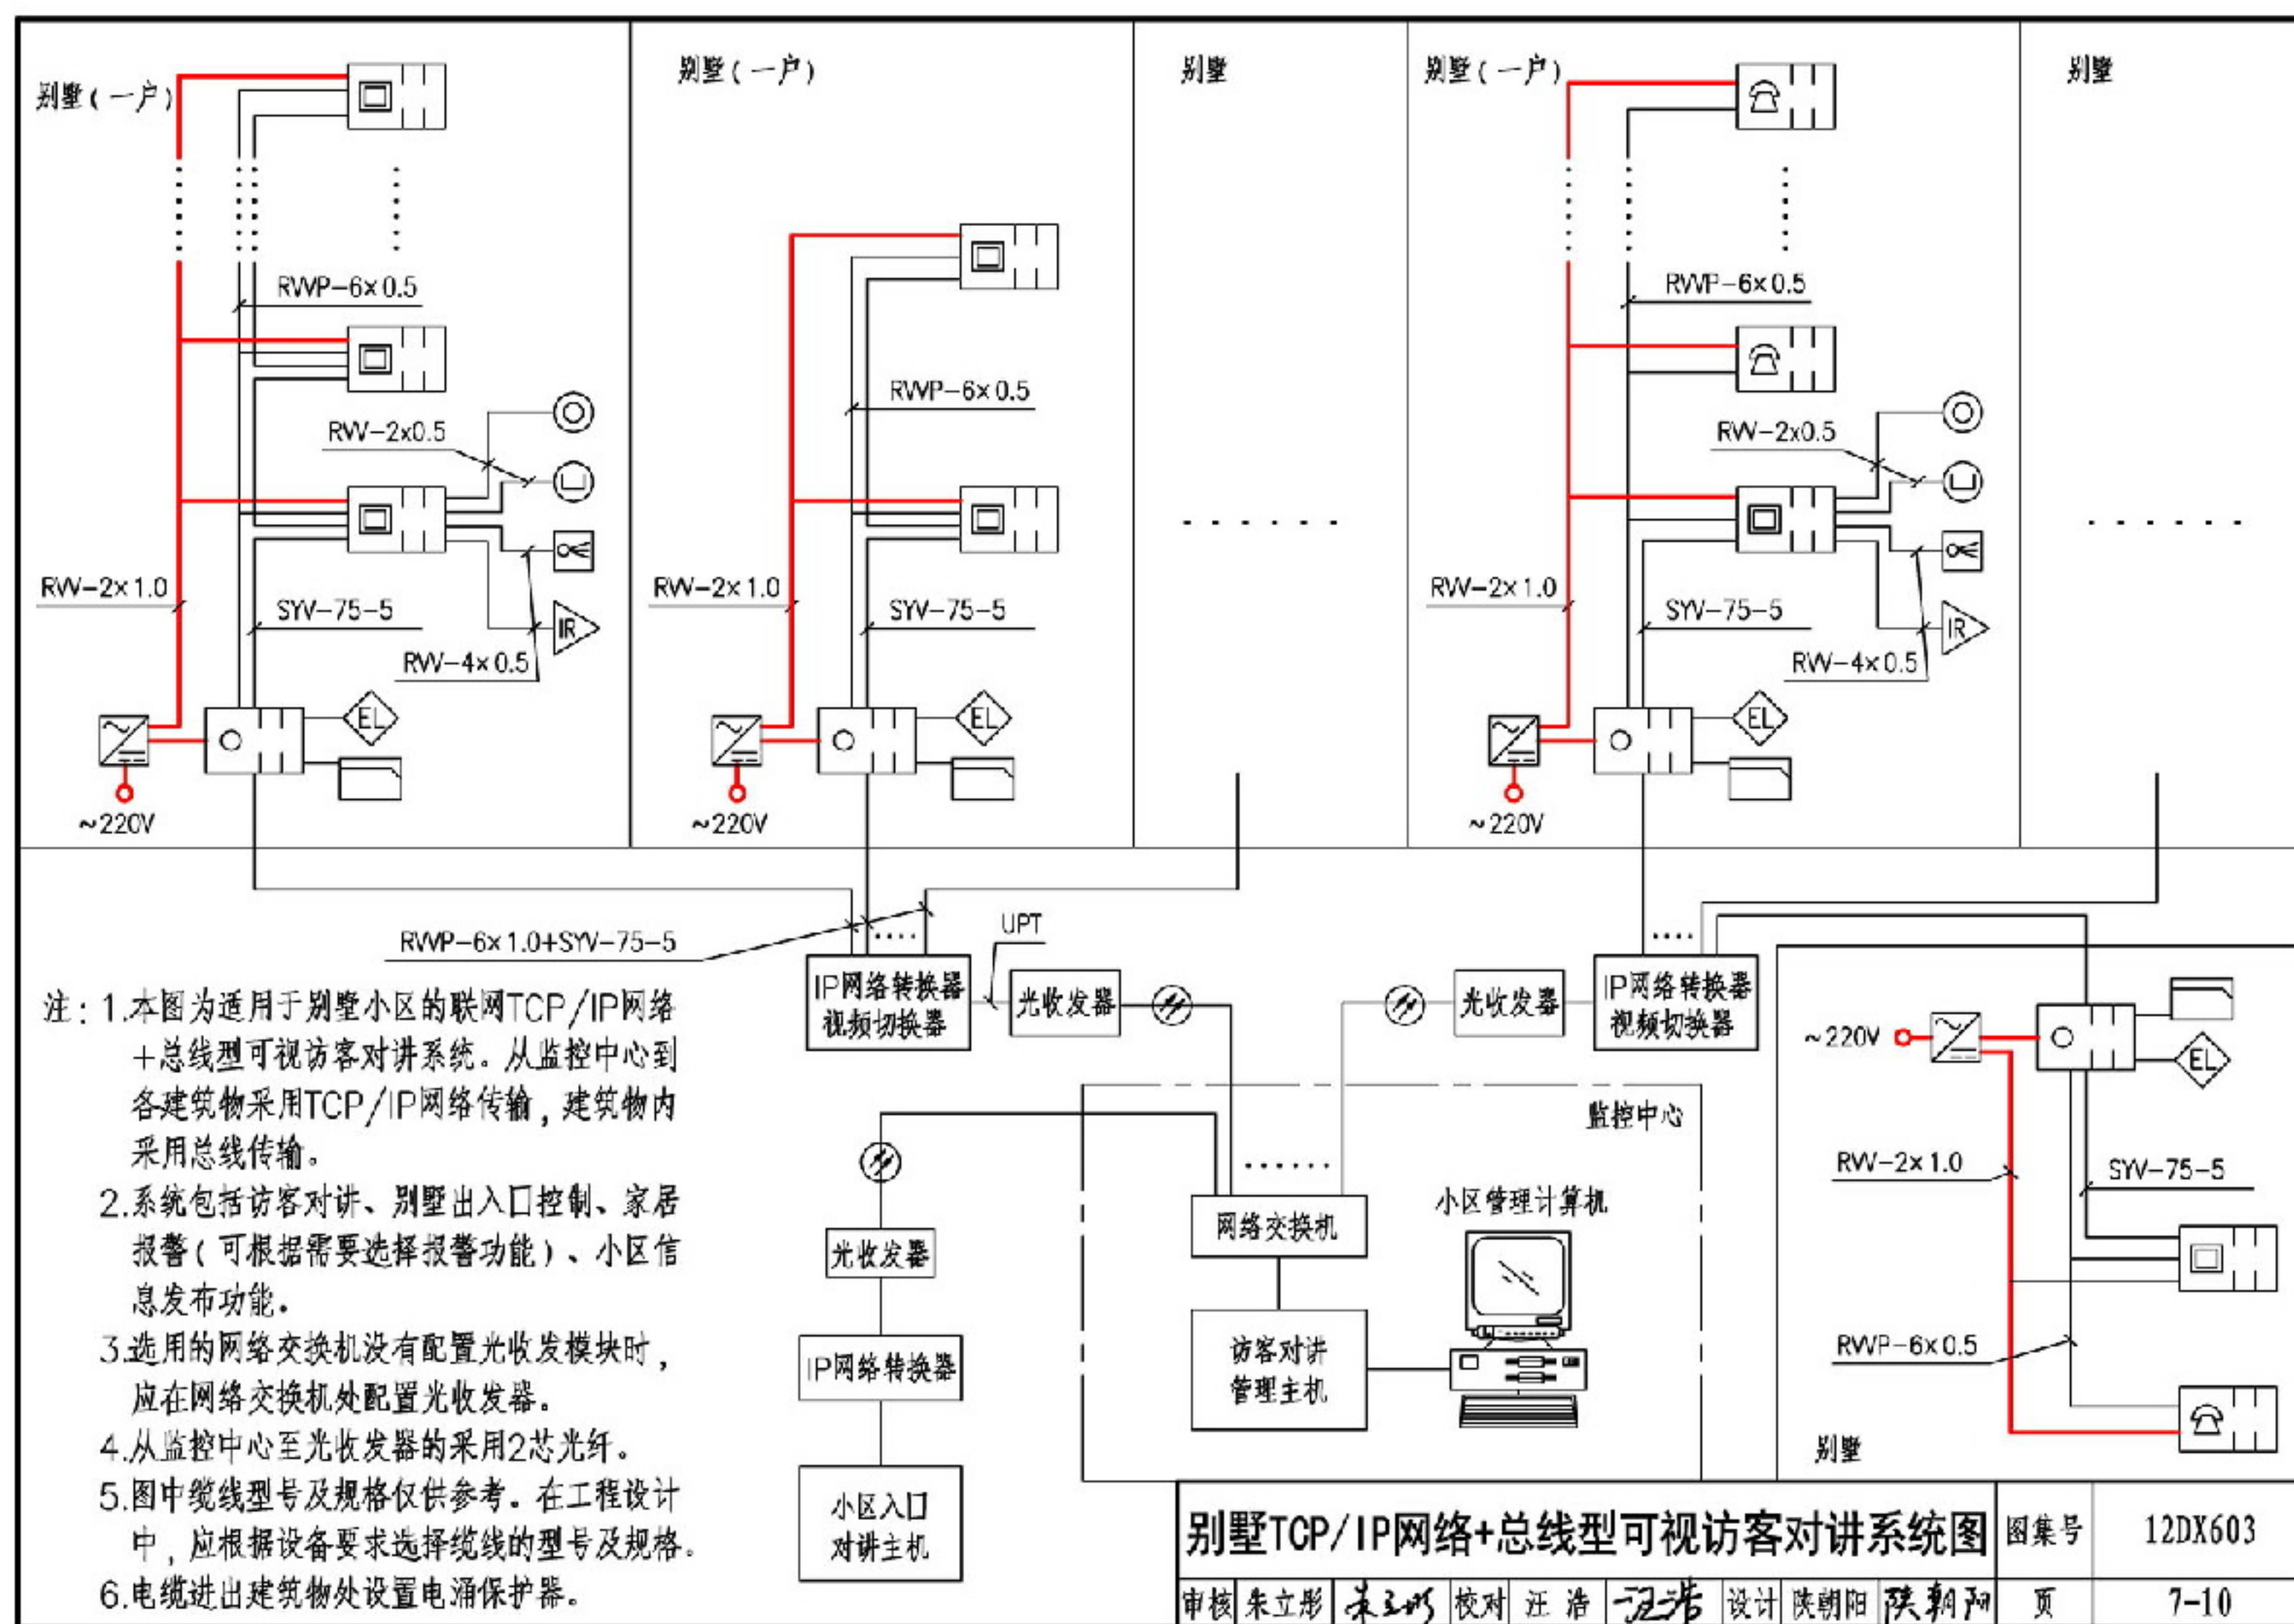 别墅(一户)
别墅(一户)
别墅
别墅(一户)
别墅
RVVP-6×0.5
RVVP-6×0.5
RVVP-6×0.5
RVV-2x0.5
RVV-2x0.5
RVV-2×1.0
SYV-75-5
RVV-4×0.5
IR
RVV-2×1.0
SYV-75-5
RVV-2×1.0
SYV-75-5
RVV-4×0.5
IR
EL
EL
EL
~220V
~220V
~220V
RVVP-6×1.0+SYV-75-5
UPT
IP网络转换器
视频切换器
光收发器
光收发器
IP网络转换器
视频切换器
~220V
EL
RVV-2×1.0
SYV-75-5
RVVP-6×0.5
别墅
监控中心
网络交换机
小区管理计算机
访客对讲
管理主机
光收发器
IP网络转换器
小区入口
对讲主机
注: 1.本图为适用于别墅小区的联网TCP/IP网络
+总线型可视访客对讲系统。从监控中心到
各建筑物采用TCP/IP网络传输,建筑物内
采用总线传输。
2.系统包括访客对讲、别墅出入口控制、家居
报警(可根据需要选择报警功能)、小区信
息发布功能。
3.选用的网络交换机没有配置光收发模块时,
应在网络交换机处配置光收发器。
4.从监控中心至光收发器的采用2芯光纤。
5.图中缆线型号及规格仅供参考。在工程设计
中,应根据设备要求选择缆线的型号及规格。
6.电缆进出建筑物处设置电涌保护器。
别墅TCP/IP网络+总线型可视访客对讲系统图 图集号 12DX603
审核 朱立彤 朱立彤 校对 汪浩 汪浩 设计 陕朝阳 陕朝阳 页 7-10